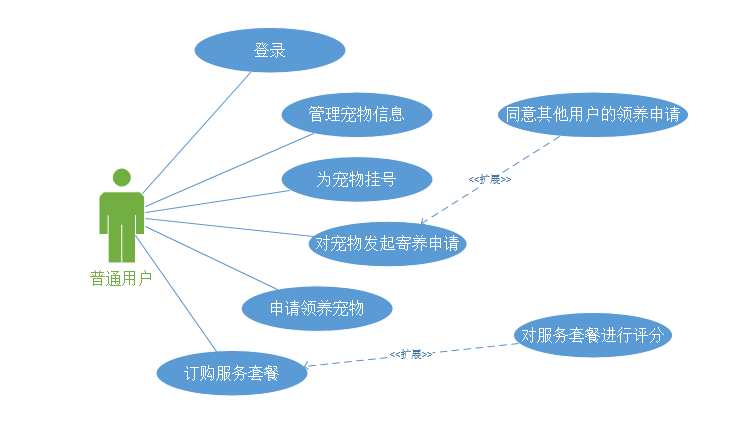 登录
管理宠物信息
同意其他用户的领养申请
为宠物挂号
<<扩展>>
对宠物发起寄养申请
普通用户
申请领养宠物
对服务套餐进行评分
<<扩展>>
订购服务套餐